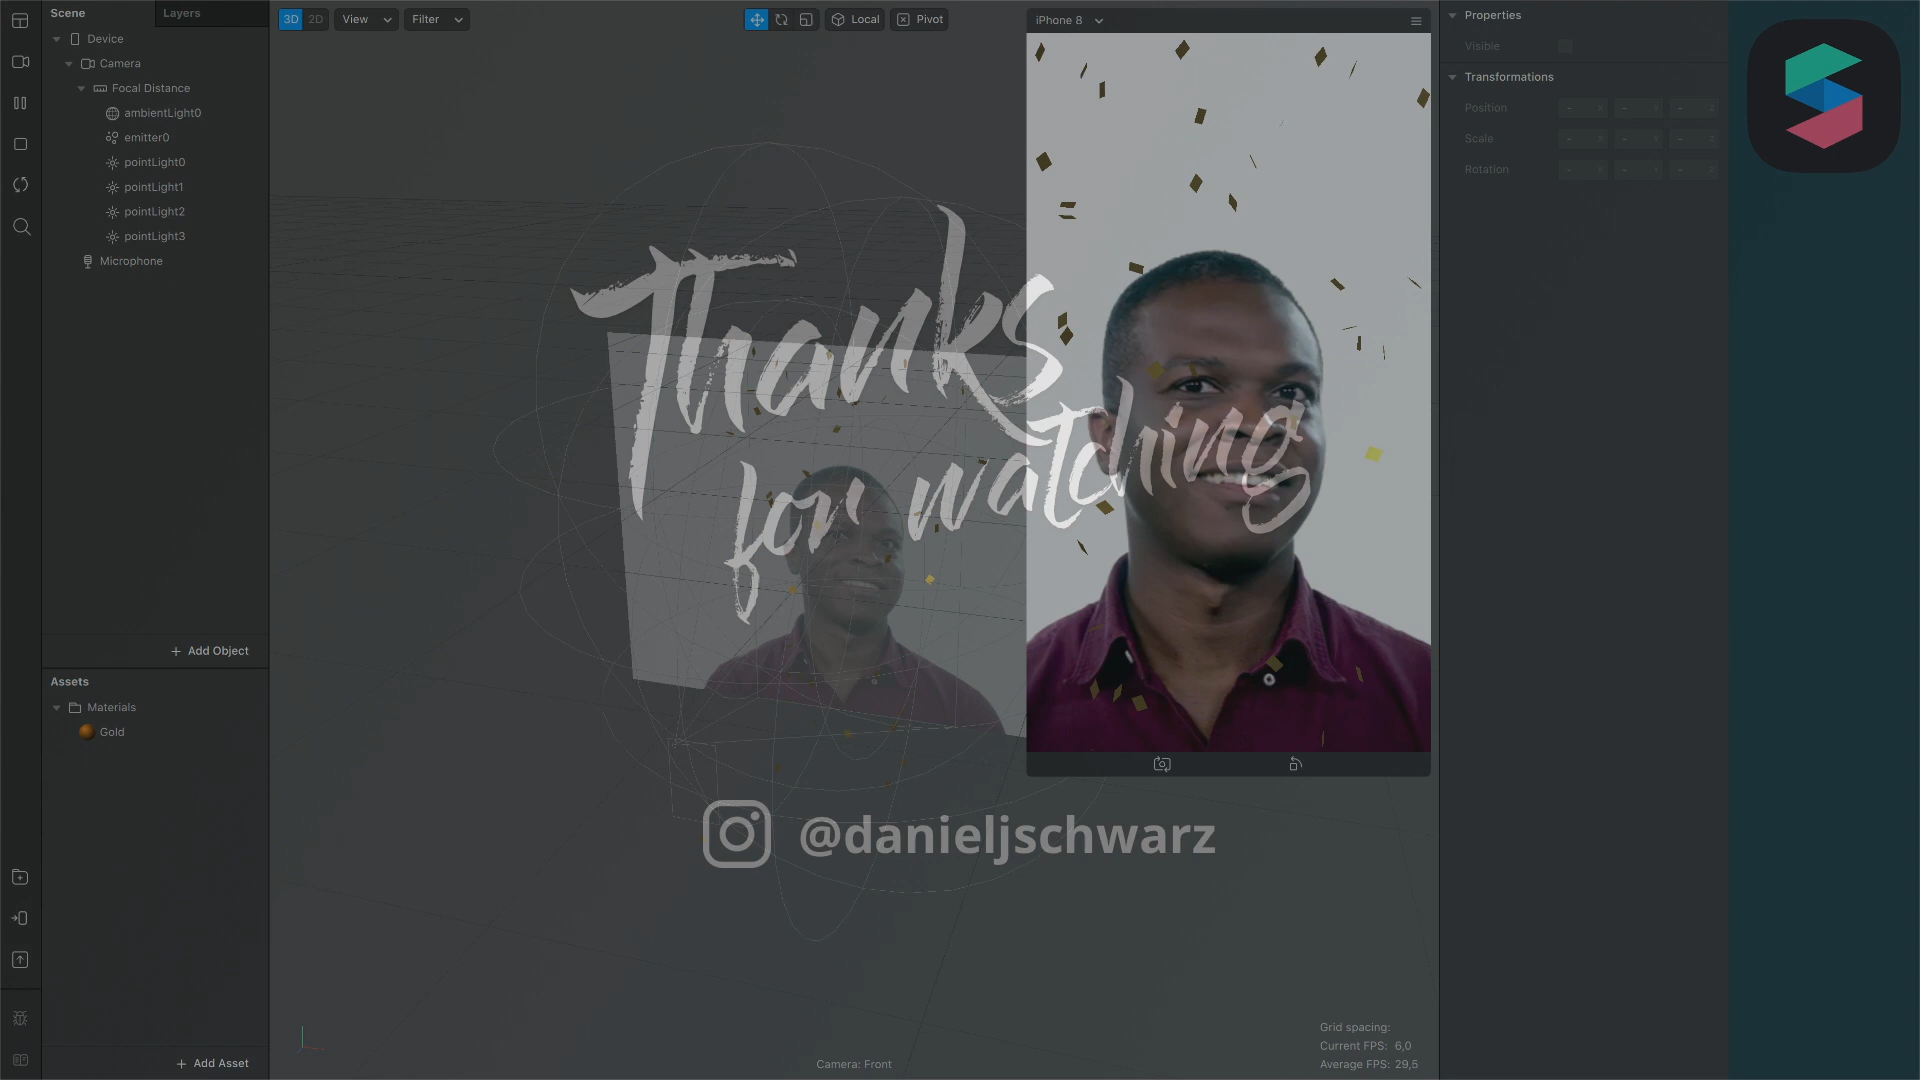 Scene
Layers
Device
Camera
Focal Distance
ambientLight0
emitter0
pointLight0
pointLight1
pointLight2
pointLight3
Microphone
+ Add Object
Assets
Materials
Gold
+ Add Asset
3D 2D
View
Filter
Local
Pivot
iPhone 8
Thanks
for watching
@danieljschwarz
Camera: Front
Grid spacing:
Current FPS: 6,0
Average FPS: 29,5
Properties
Visible
Transformations
Position - X - Y - Z
Scale - X - Y - Z
Rotation - X - Y - Z